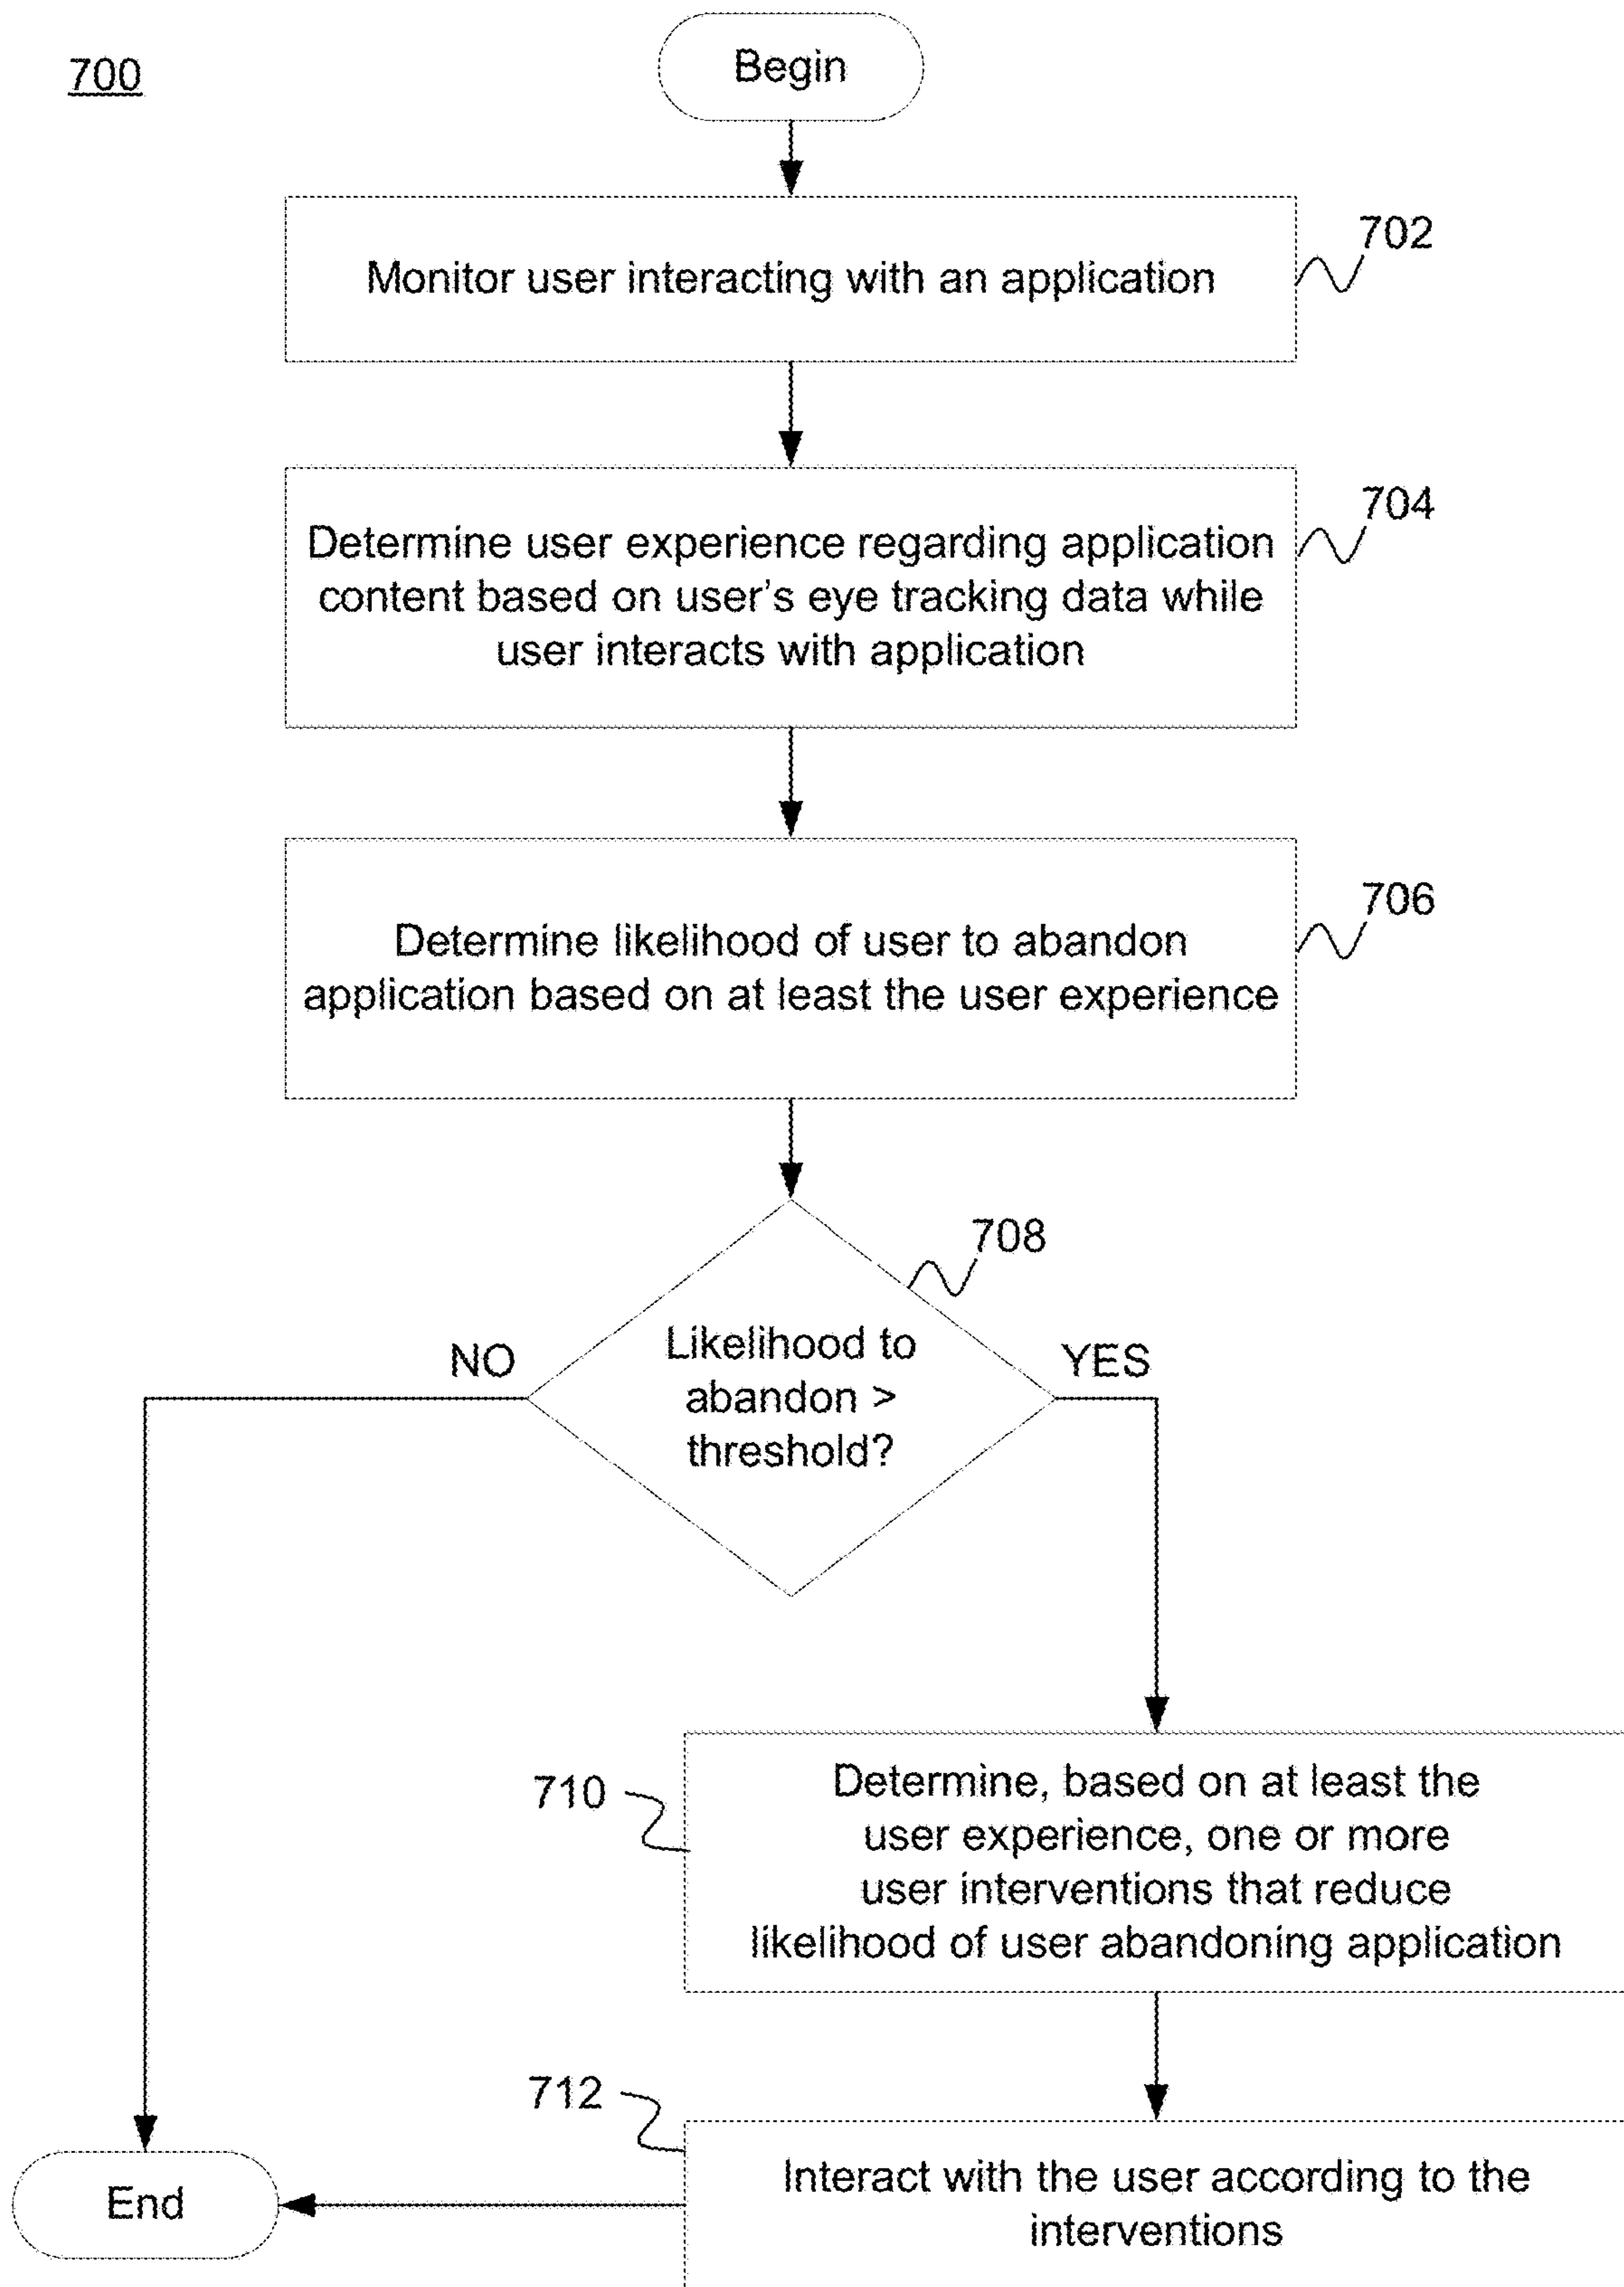 700
Begin
702
Monitor user interacting with an application
704
Determine user experience regarding application
content based on user’s eye tracking data while
user interacts with application
706
Determine likelihood of user to abandon
application based on at least the user experience
708
NO
Likelihood to
abandon >
threshold?
YES
710
Determine, based on at least the
user experience, one or more
user interventions that reduce
likelihood of user abandoning application
712
Interact with the user according to the
interventions
End